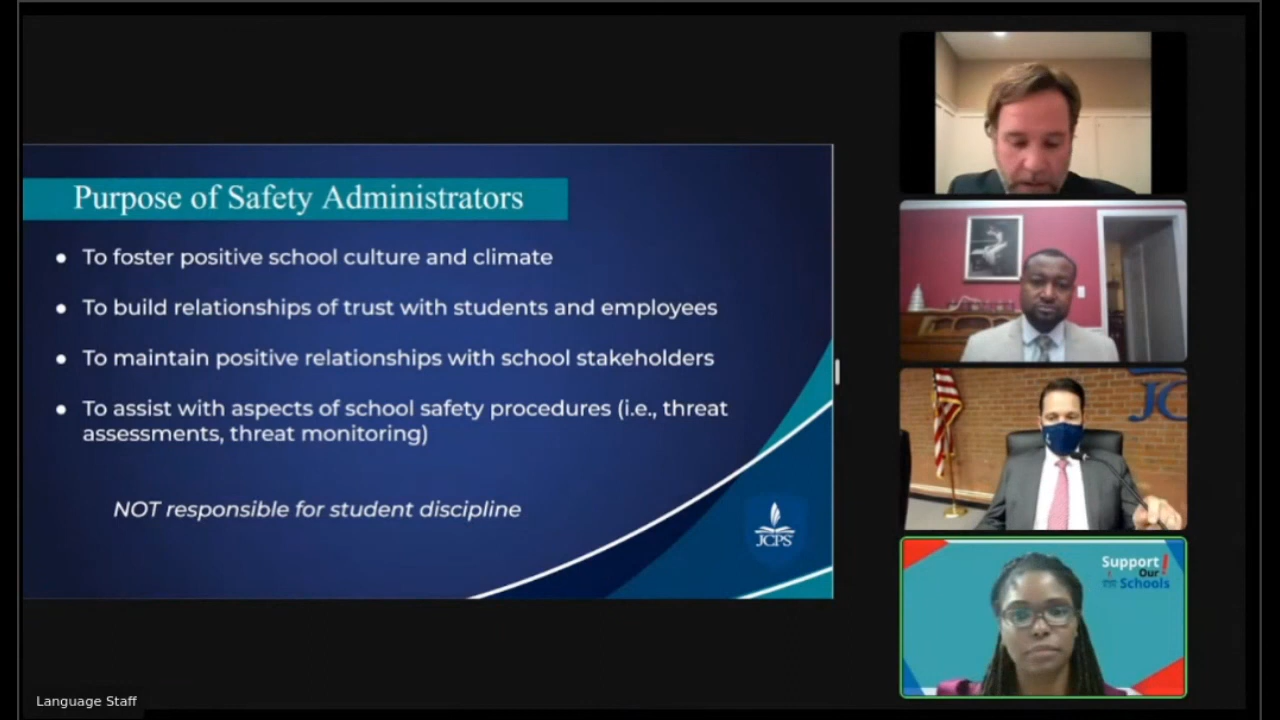 Purpose of Safety Administrators
● To foster positive school culture and climate
● To build relationships of trust with students and employees
● To maintain positive relationships with school stakeholders
● To assist with aspects of school safety procedures (i.e., threat
assessments, threat monitoring)
NOT responsible for student discipline
JCPS
JC
Support
Our
Schools
!
Language Staff